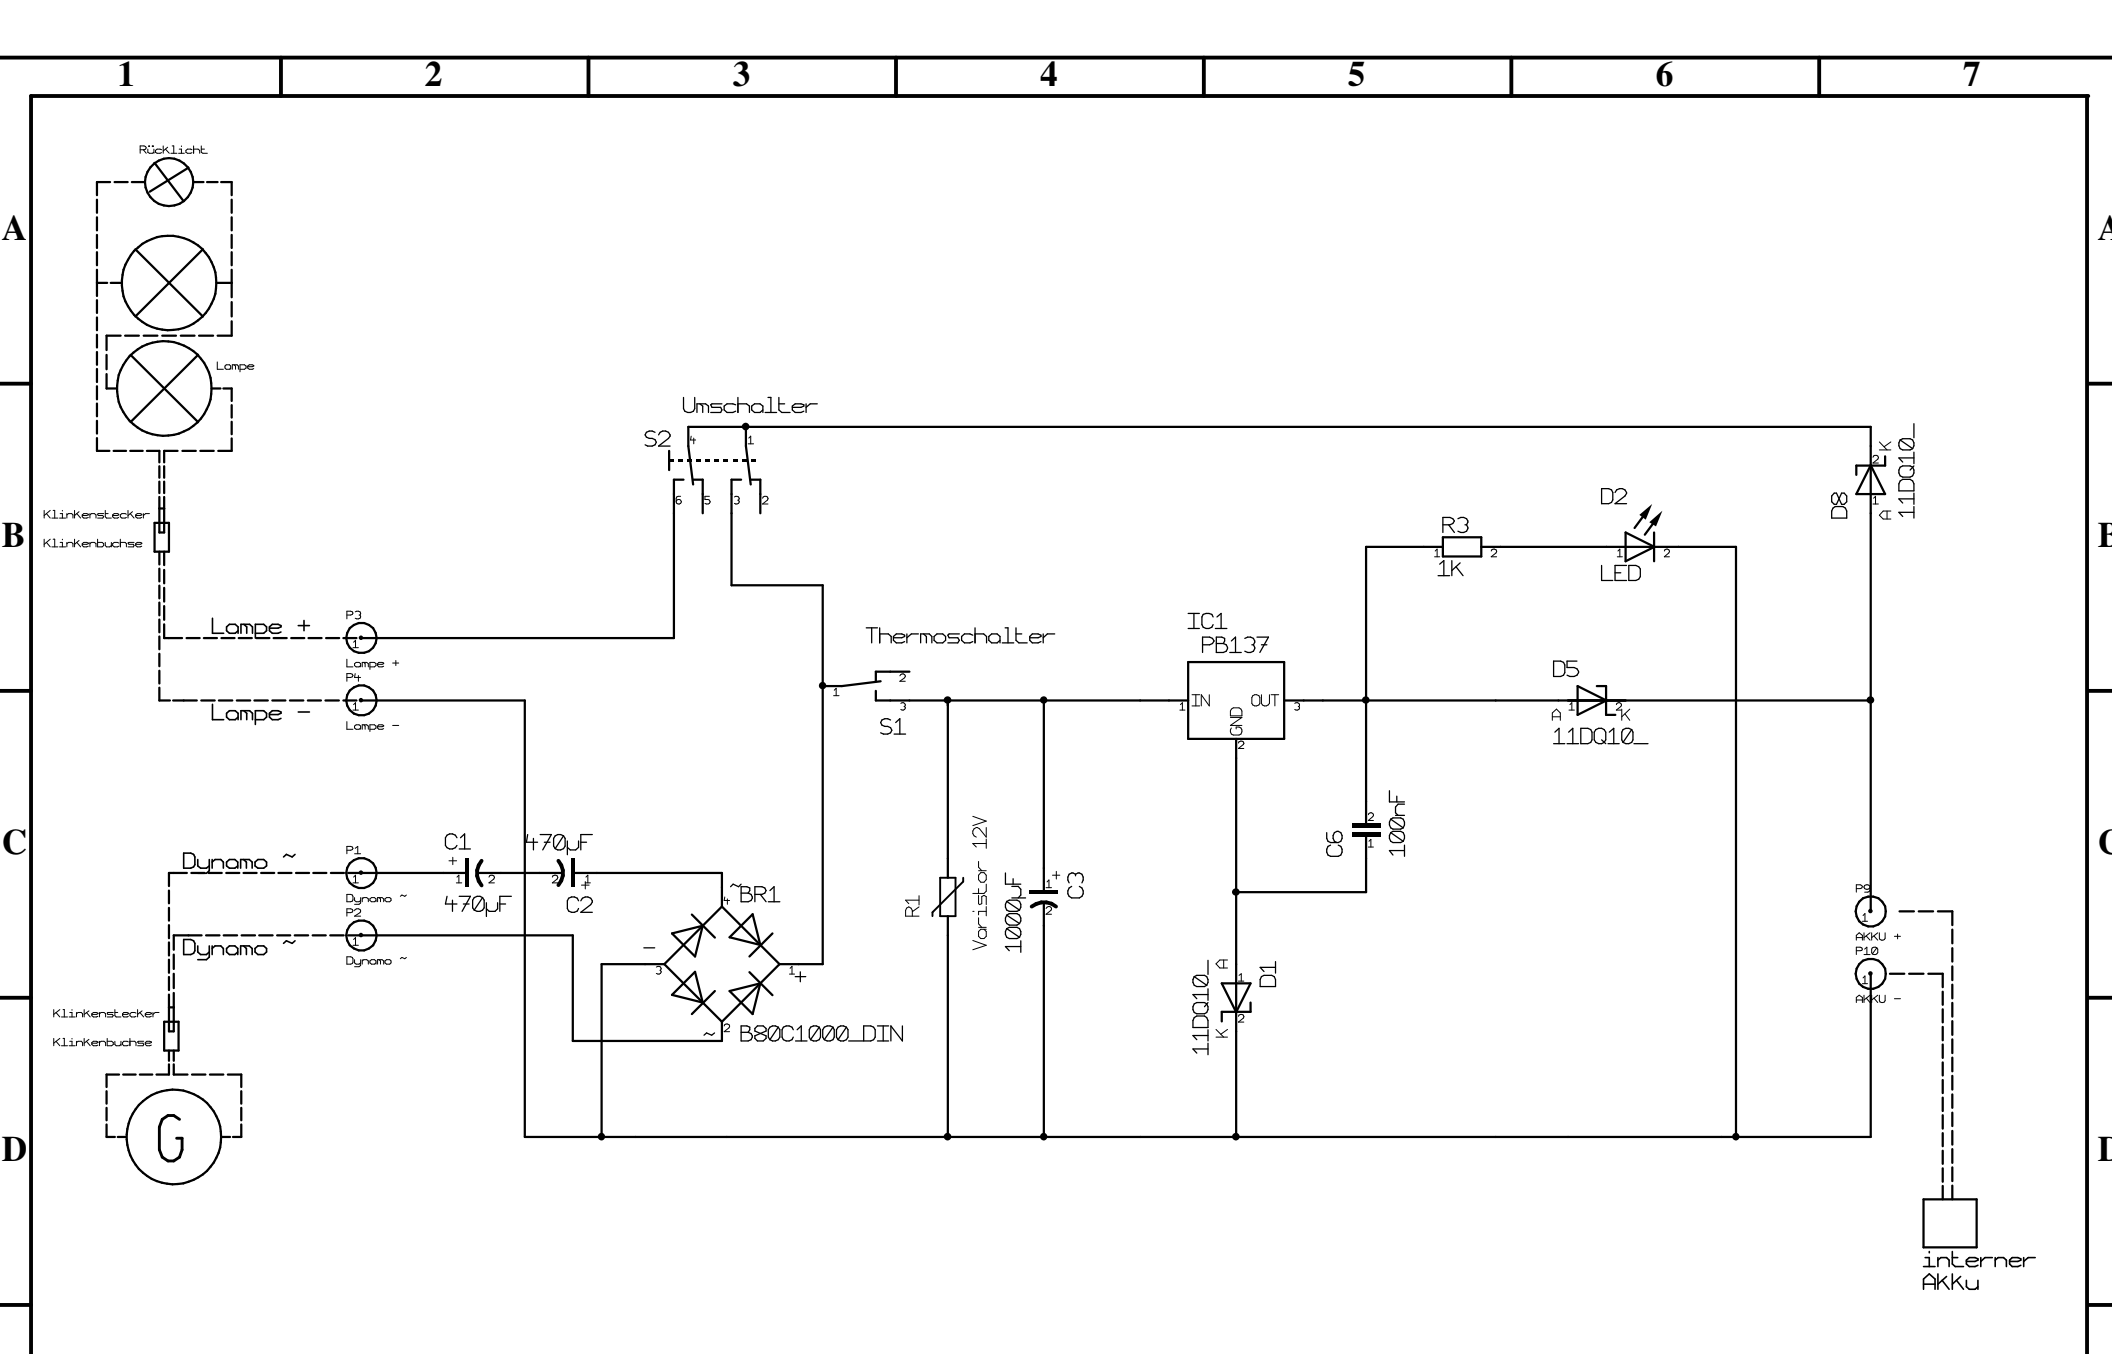 1 2 3 4 5 6 7
A
Rücklicht
Lampe
B
Klinkenstecker
Klinkenbuchse
Lampe +
P3
1
Lampe +
P4
1
Lampe -
Lampe -
Umschalter
S2
4
1
6
5
3
2
Thermoschalter
1
2
3
S1
IC1
PB137
1
IN
OUT
3
GND
2
R3
1
2
1K
D2
1
2
LED
D5
A
1
2
K
11DQ10_
D8
2
K
1
A
11DQ10_
C
Dynamo ~
P1
1
Dynamo ~
P2
1
Dynamo ~
Dynamo ~
C1
+
1
2
470µF
470µF
2
1
+
C2
~
BR1
4
-
3
1
+
~
2
B80C1000_DIN
R1
Varistor 12V
1000µF
1
+
2
C3
C6
2
1
100nF
11DQ10_
A
1
D1
K
2
P9
1
AKKU +
P10
1
AKKU -
Klinkenstecker
Klinkenbuchse
D
G
interner
Akku